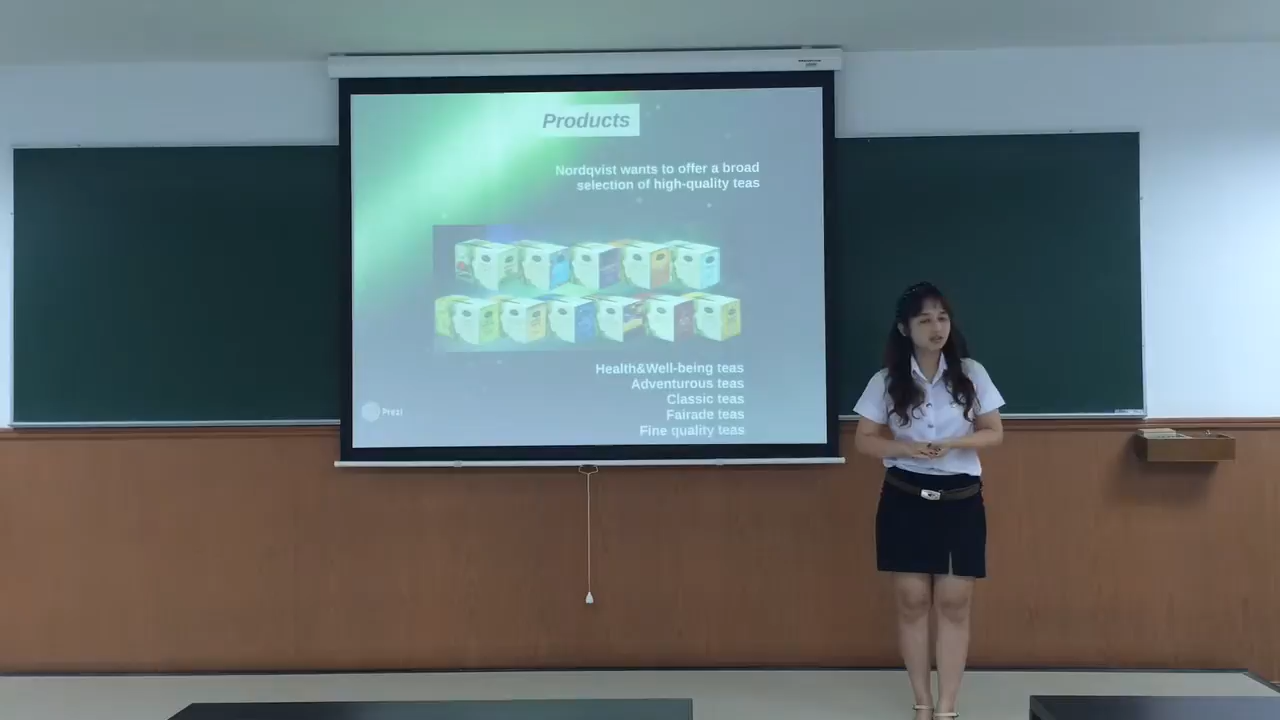 Products
Nordqvist wants to offer a broad
selection of high-quality teas
Health&Well-being teas
Adventurous teas
Classic teas
Fairade teas
Fine quality teas
Prezi